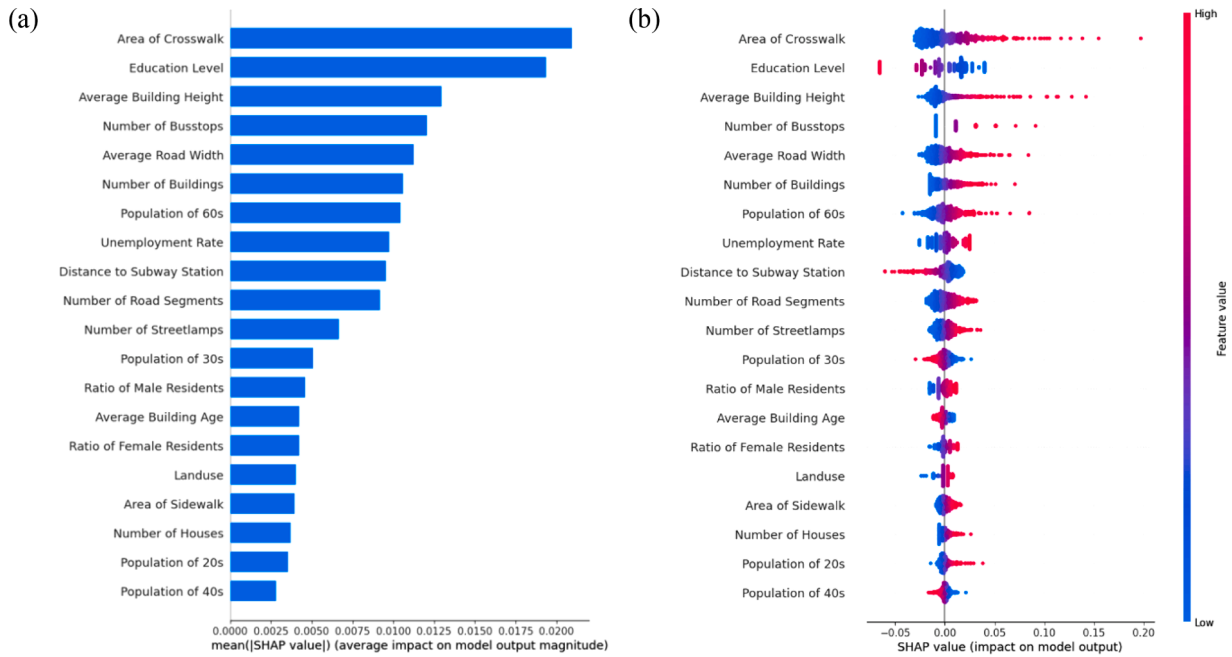 (a)
Area of Crosswalk
Education Level
Average Building Height
Number of Busstops
Average Road Width
Number of Buildings
Population of 60s
Unemployment Rate
Distance to Subway Station
Number of Road Segments
Number of Streetlamps
Population of 30s
Ratio of Male Residents
Average Building Age
Ratio of Female Residents
Landuse
Area of Sidewalk
Number of Houses
Population of 20s
Population of 40s
0.0000 0.0025 0.0050 0.0075 0.0100 0.0125 0.0150 0.0175 0.0200
mean(|SHAP value|) (average impact on model output magnitude)
(b)
Area of Crosswalk
Education Level
Average Building Height
Number of Busstops
Average Road Width
Number of Buildings
Population of 60s
Unemployment Rate
Distance to Subway Station
Number of Road Segments
Number of Streetlamps
Population of 30s
Ratio of Male Residents
Average Building Age
Ratio of Female Residents
Landuse
Area of Sidewalk
Number of Houses
Population of 20s
Population of 40s
−0.05 0.00 0.05 0.10 0.15 0.20
SHAP value (impact on model output)
High
Feature value
Low